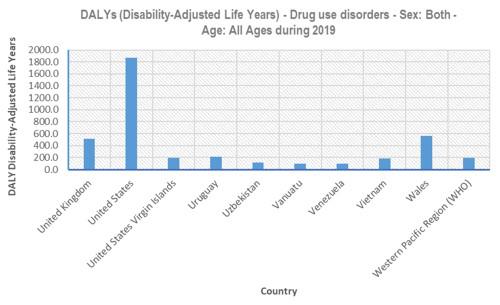 DALYs (Disability-Adjusted Life Years) - Drug use disorders - Sex: Both -
Age: All Ages during 2019
DALY Disability-Adjusted Life Years
2000.0
1800.0
1600.0
1400.0
1200.0
1000.0
800.0
600.0
400.0
200.0
0.0
United Kingdom
United States
United States Virgin Islands
Uruguay
Uzbekistan
Vanuatu
Venezuela
Vietnam
Wales
Western Pacific Region (WHO)
Country